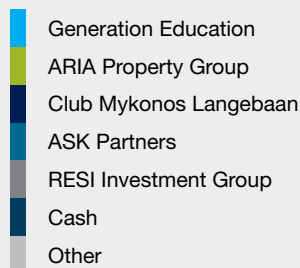 Generation Education
ARIA Property Group
Club Mykonos Langebaan
ASK Partners
RESI Investment Group
Cash
Other